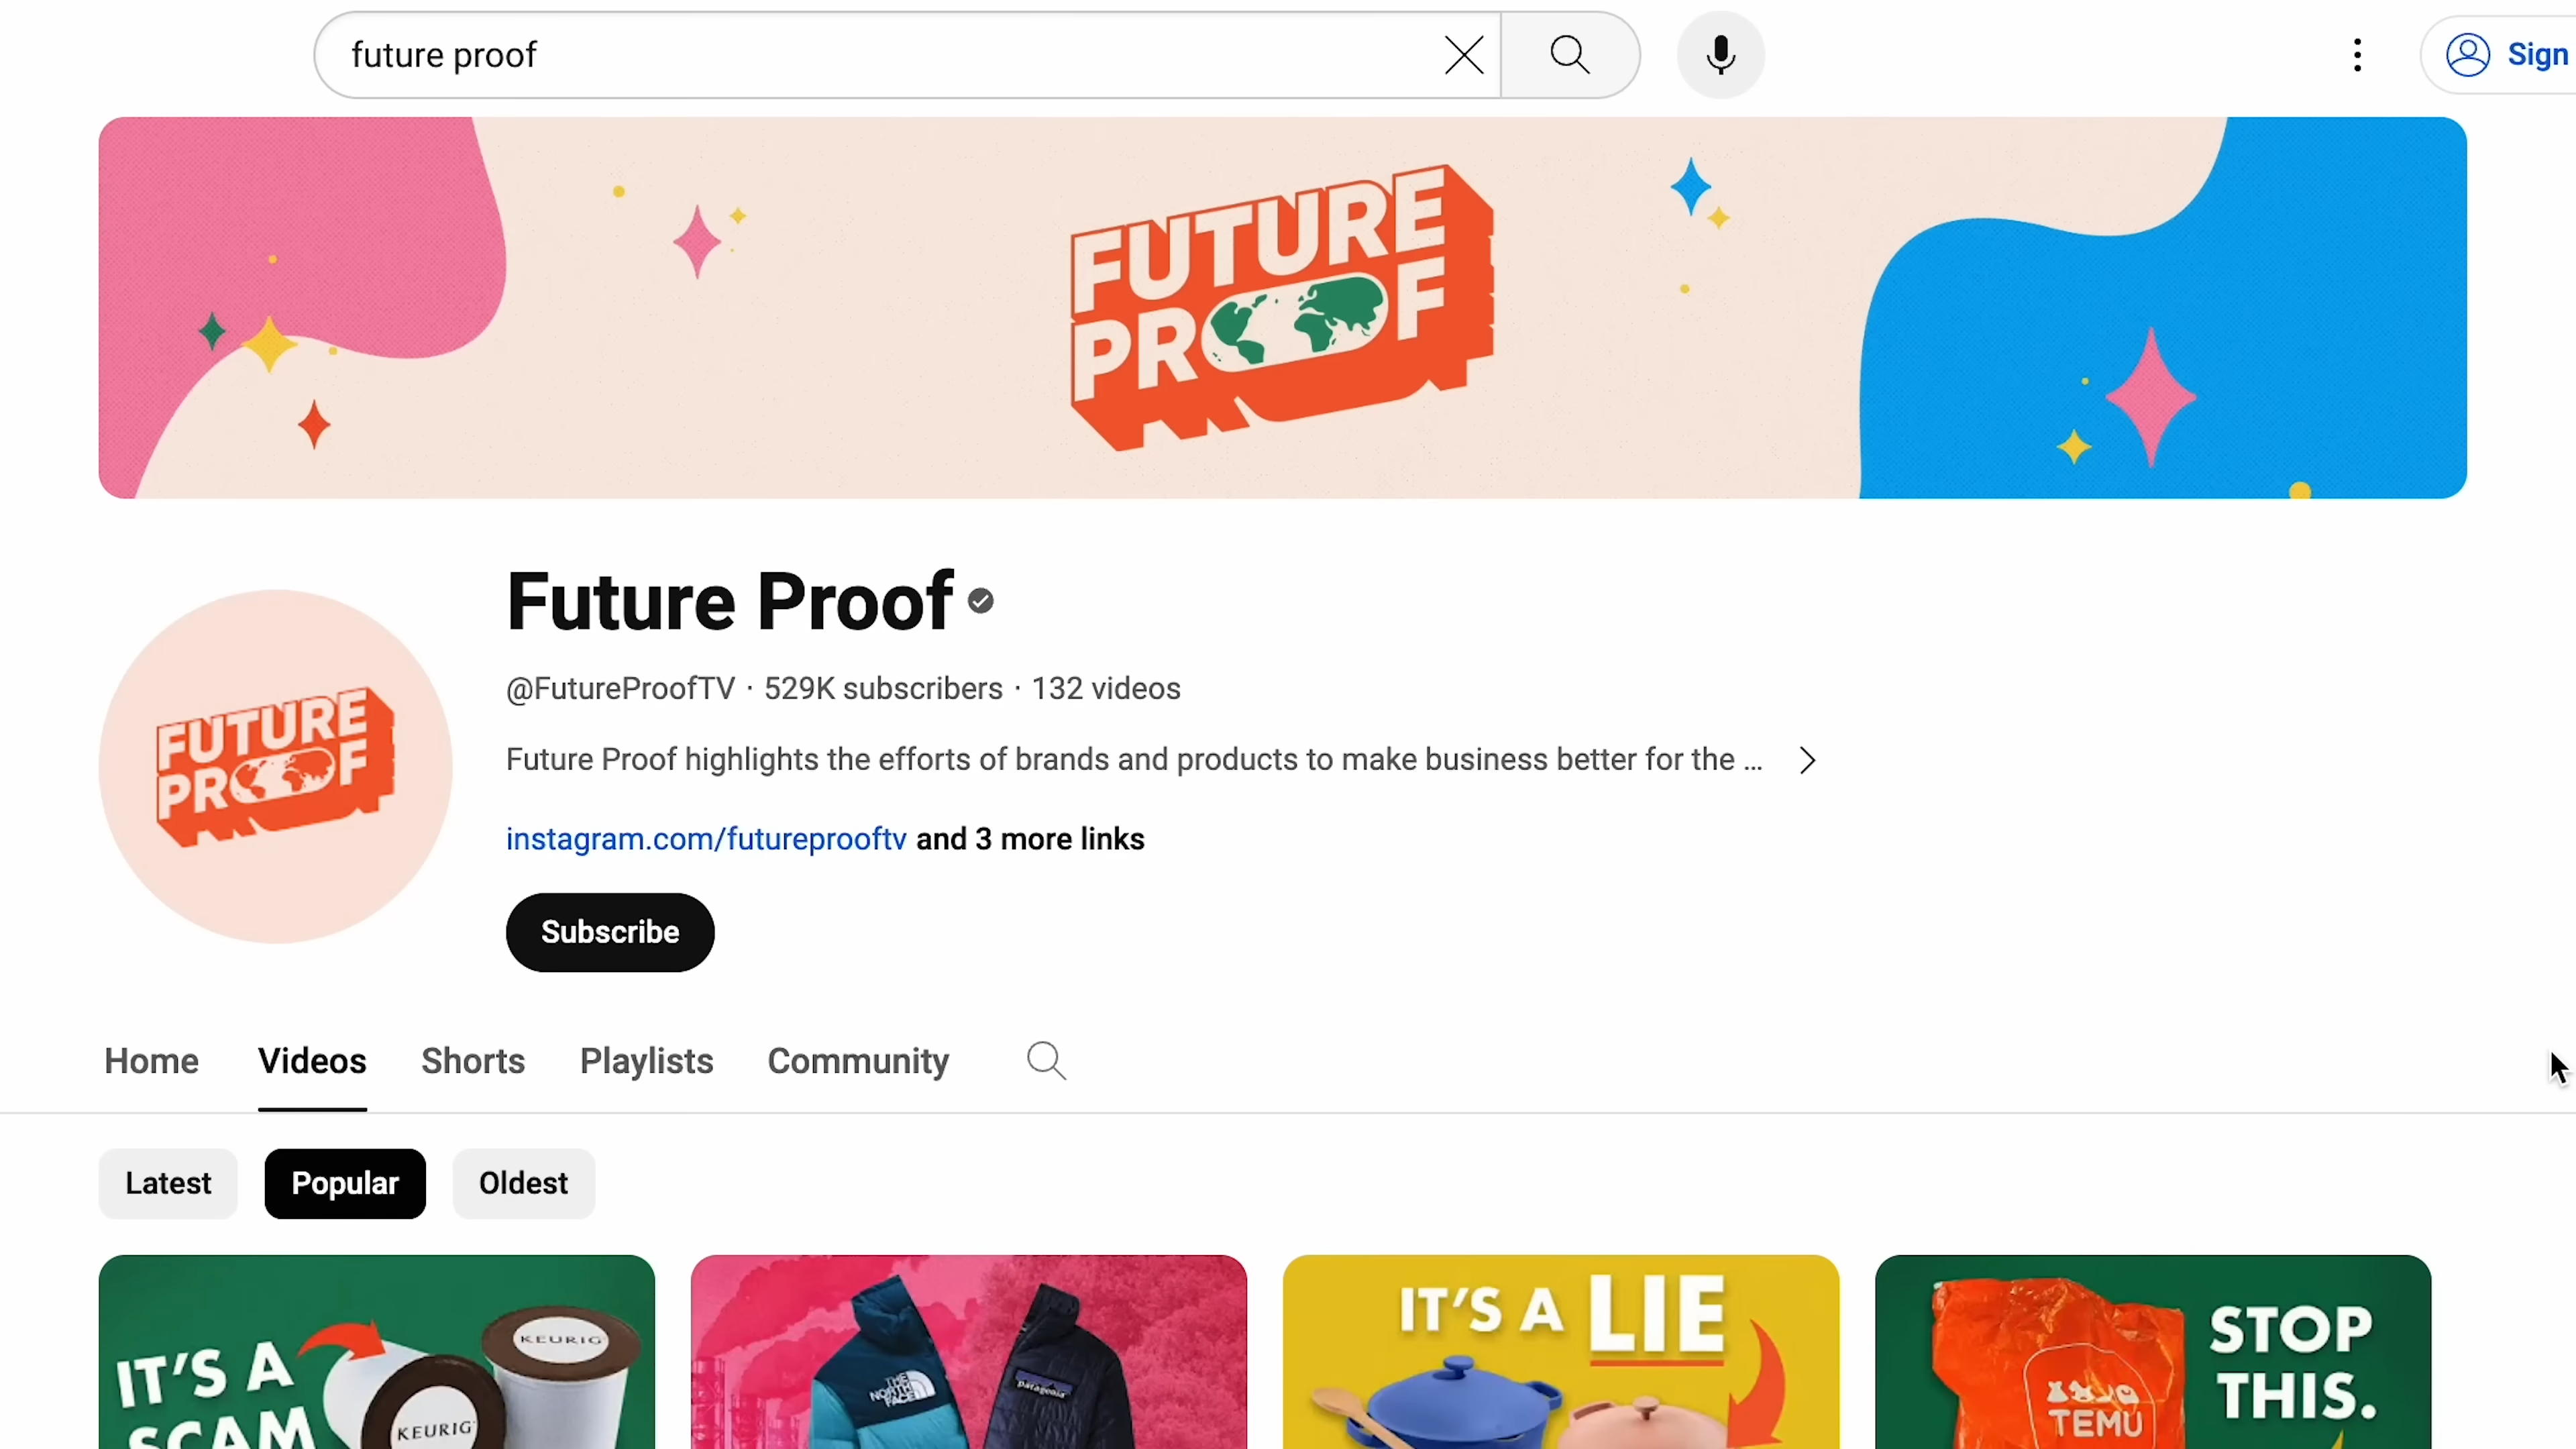 future proof
Sign
FUTURE
PROOF
Future Proof
@FutureProofTV · 529K subscribers · 132 videos
Future Proof highlights the efforts of brands and products to make business better for the ...
instagram.com/futureprooftv and 3 more links
FUTURE
PROOF
Subscribe
Home Videos Shorts Playlists Community
Latest Popular Oldest
IT'S A
SCAM
KEURIG
KEURIG
THE
NORTH
FACE
patagonia
IT'S A LIE
STOP
THIS.
TEMU